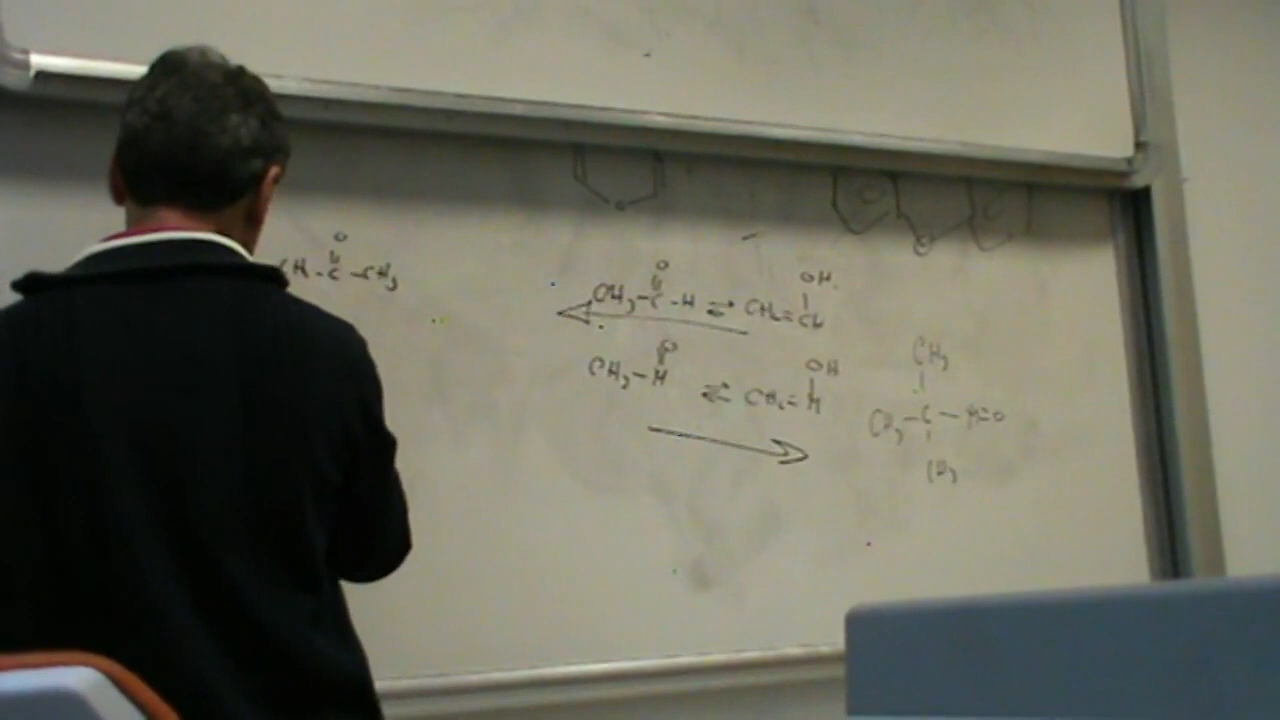 O
CH - C - CH3
O
CH3 - C - H ⇌ CH2 = CH
OH
O
CH3 - N ⇌ CH2 = N
OH
CH3
CH3 - C - N=O
CH3